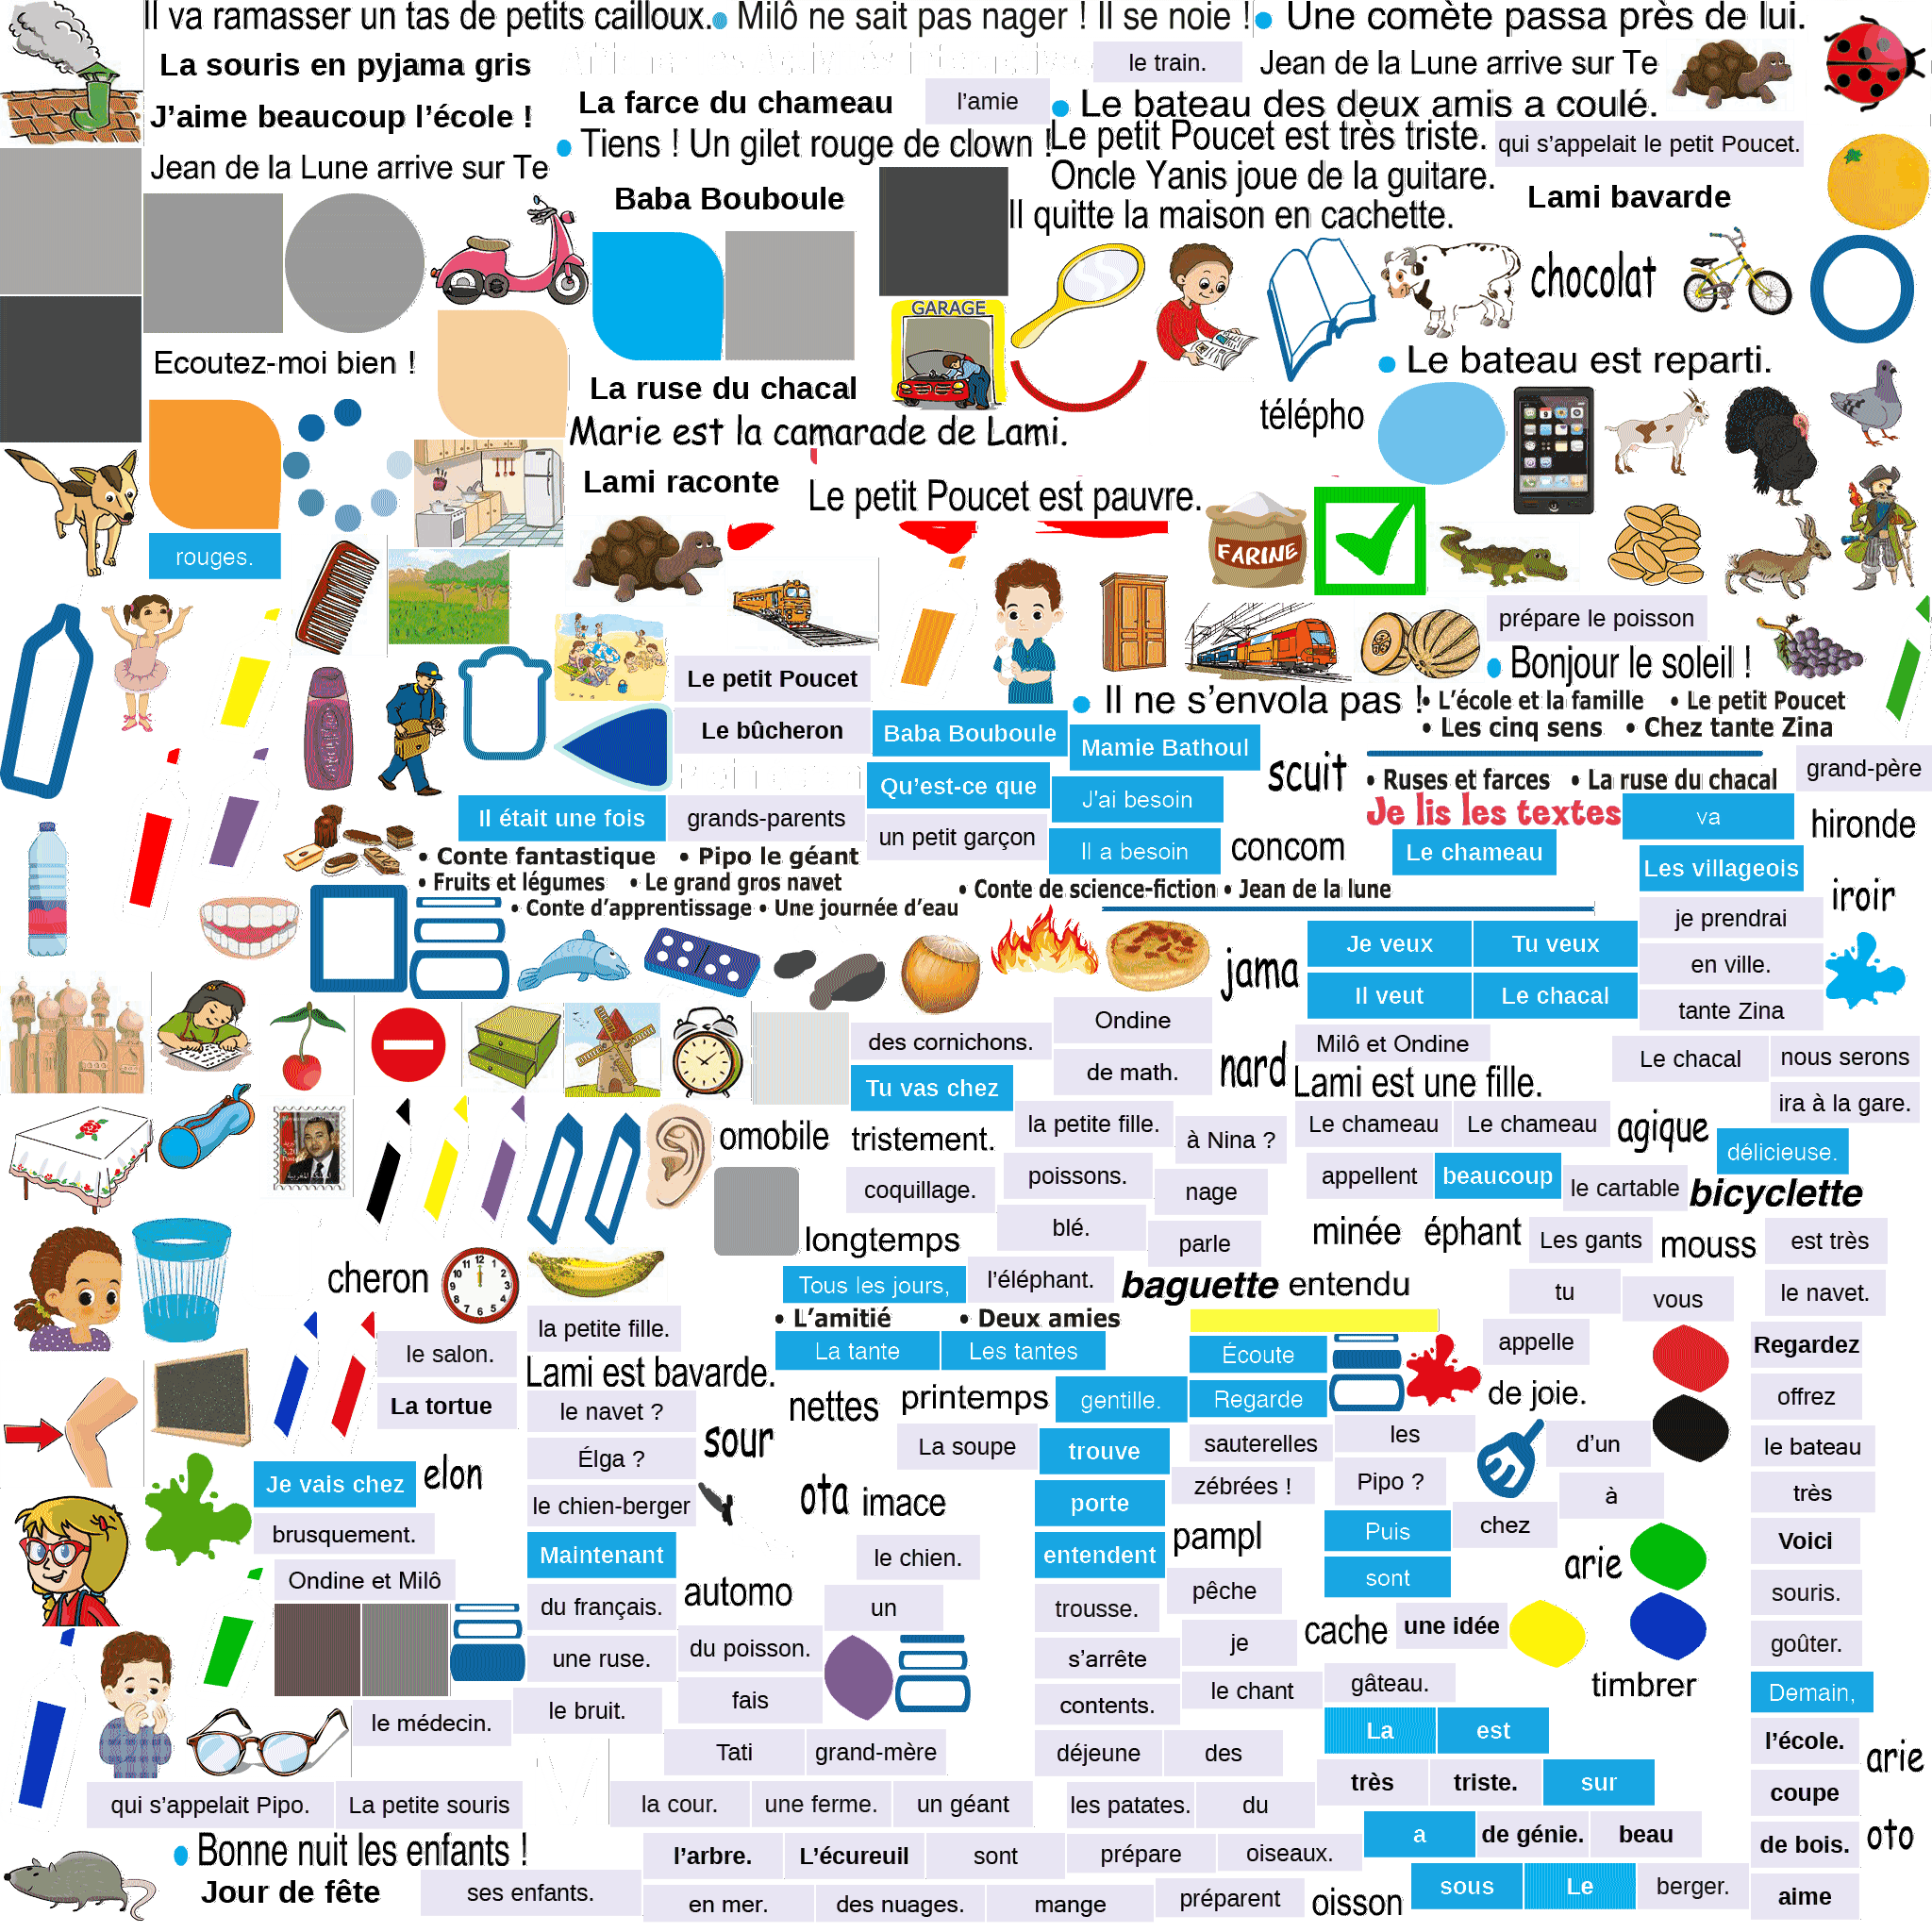 Il va ramasser un tas de petits cailloux.
Milô ne sait pas nager ! Il se noie !
Une comète passa près de lui.
La souris en pyjama gris
le train.
Jean de la Lune arrive sur Te
J'aime beaucoup l'école !
La farce du chameau
l'amie
Le bateau des deux amis a coulé.
Tiens ! Un gilet rouge de clown !
Le petit Poucet est très triste.
qui s'appelait le petit Poucet.
Jean de la Lune arrive sur Te
Oncle Yanis joue de la guitare.
Baba Bouboule
Lami bavarde
Il quitte la maison en cachette.
chocolat
GARAGE
Ecoutez-moi bien !
Le bateau est reparti.
La ruse du chacal
télépho
Marie est la camarade de Lami.
Lami raconte
Le petit Poucet est pauvre.
FARINE
rouges.
prépare le poisson
Bonjour le soleil !
Le petit Poucet
Il ne s'envola pas !
• L'école et la famille • Le petit Poucet
• Les cinq sens • Chez tante Zina
Le bûcheron
Baba Bouboule
Mamie Bathoul
scuit
• Ruses et farces • La ruse du chacal
grand-père
Qu'est-ce que
J'ai besoin
Je lis les textes
va
hironde
Il était une fois
grands-parents
un petit garçon
Il a besoin
concom
Le chameau
• Conte fantastique • Pipo le géant
Les villageois
• Fruits et légumes • Le grand gros navet
• Conte de science-fiction • Jean de la lune
iroir
• Conte d'apprentissage • Une journée d'eau
je prendrai
Je veux
Tu veux
jama
en ville.
Il veut
Le chacal
tante Zina
Ondine
des cornichons.
Milô et Ondine
Le chacal
nous serons
de math.
nard
Lami est une fille.
Tu vas chez
ira à la gare.
omobile
tristement.
la petite fille.
à Nina ?
Le chameau
Le chameau
agique
délicieuse.
coquillage.
poissons.
nage
appellent
beaucoup
le cartable
bicyclette
longtemps
blé.
parle
minée
éphant
Les gants
mouss
est très
cheron
Tous les jours,
l'éléphant.
baguette
entendu
tu
vous
le navet.
• L'amitié • Deux amies
la petite fille.
le salon.
La tante
Les tantes
Écoute
appelle
Regardez
Lami est bavarde.
La tortue
le navet ?
nettes
printemps
gentille.
Regarde
de joie.
offrez
sour
La soupe
trouve
sauterelles
les
d'un
le bateau
Élga ?
Je vais chez
elon
le chien-berger
ota
imace
porte
zébrées !
Pipo ?
à
très
brusquement.
Maintenant
le chien.
entendent
pampl
Puis
chez
Voici
arie
Ondine et Milô
automo
pêche
sont
souris.
du français.
un
trousse.
je
cache
une idée
goûter.
une ruse.
du poisson.
s'arrête
gâteau.
timbrer
Demain,
le bruit.
fais
contents.
le chant
le médecin.
La
est
l'école.
arie
Tati
grand-mère
déjeune
des
très
triste.
sur
coupe
qui s'appelait Pipo.
La petite souris
la cour.
une ferme.
un géant
les patates.
du
a
de génie.
beau
de bois.
oto
Bonne nuit les enfants !
l'arbre.
L'écureuil
sont
prépare
oiseaux.
Jour de fête
ses enfants.
en mer.
des nuages.
mange
préparent
oisson
sous
Le
berger.
aime